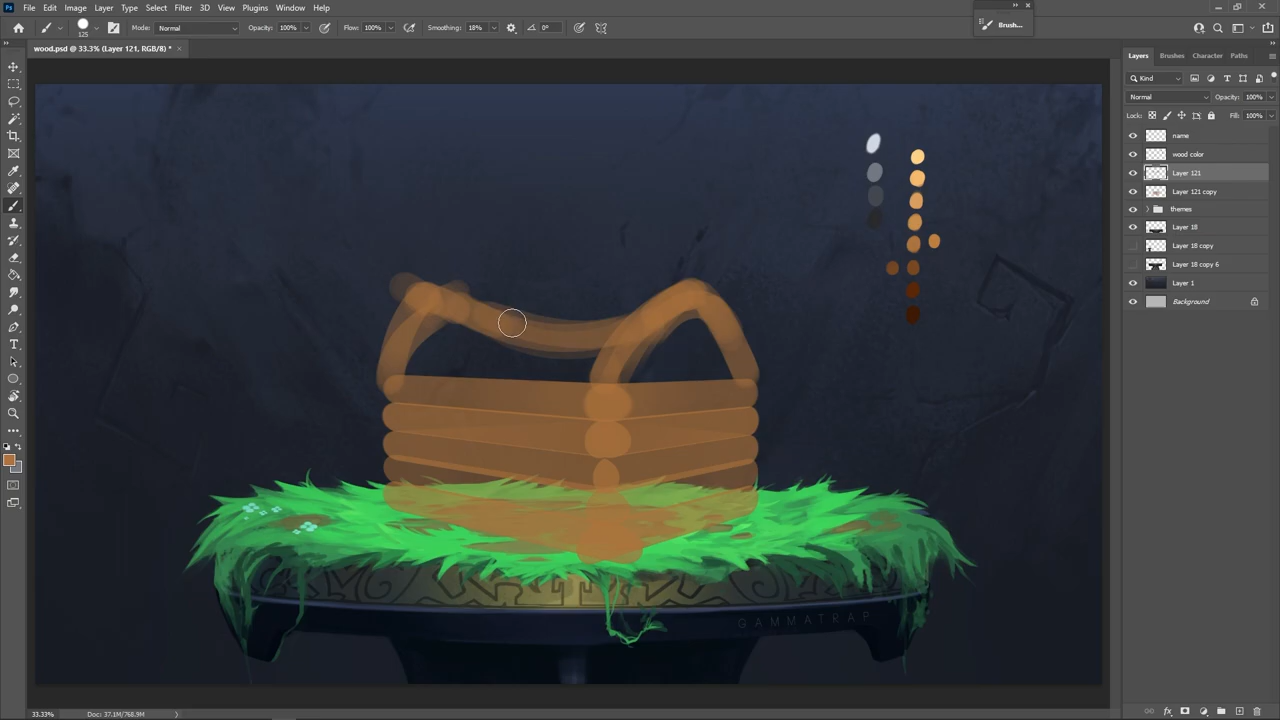 File Edit Image Layer Type Select Filter 3D View Plugins Window Help
125 Mode: Normal Opacity: 100% Flow: 100% Smoothing: 18% 0° Brush...
wood.psd @ 33.3% (Layer 121, RGB/8) *
Layers Brushes Character Paths
Kind
Normal Opacity: 100%
Lock: Fill: 100%
name
wood color
Layer 121
Layer 121 copy
themes
Layer 18
Layer 18 copy
Layer 18 copy 6
Layer 1
Background
GAMMATRAP
33.33% Doc: 37.1M/768.9M